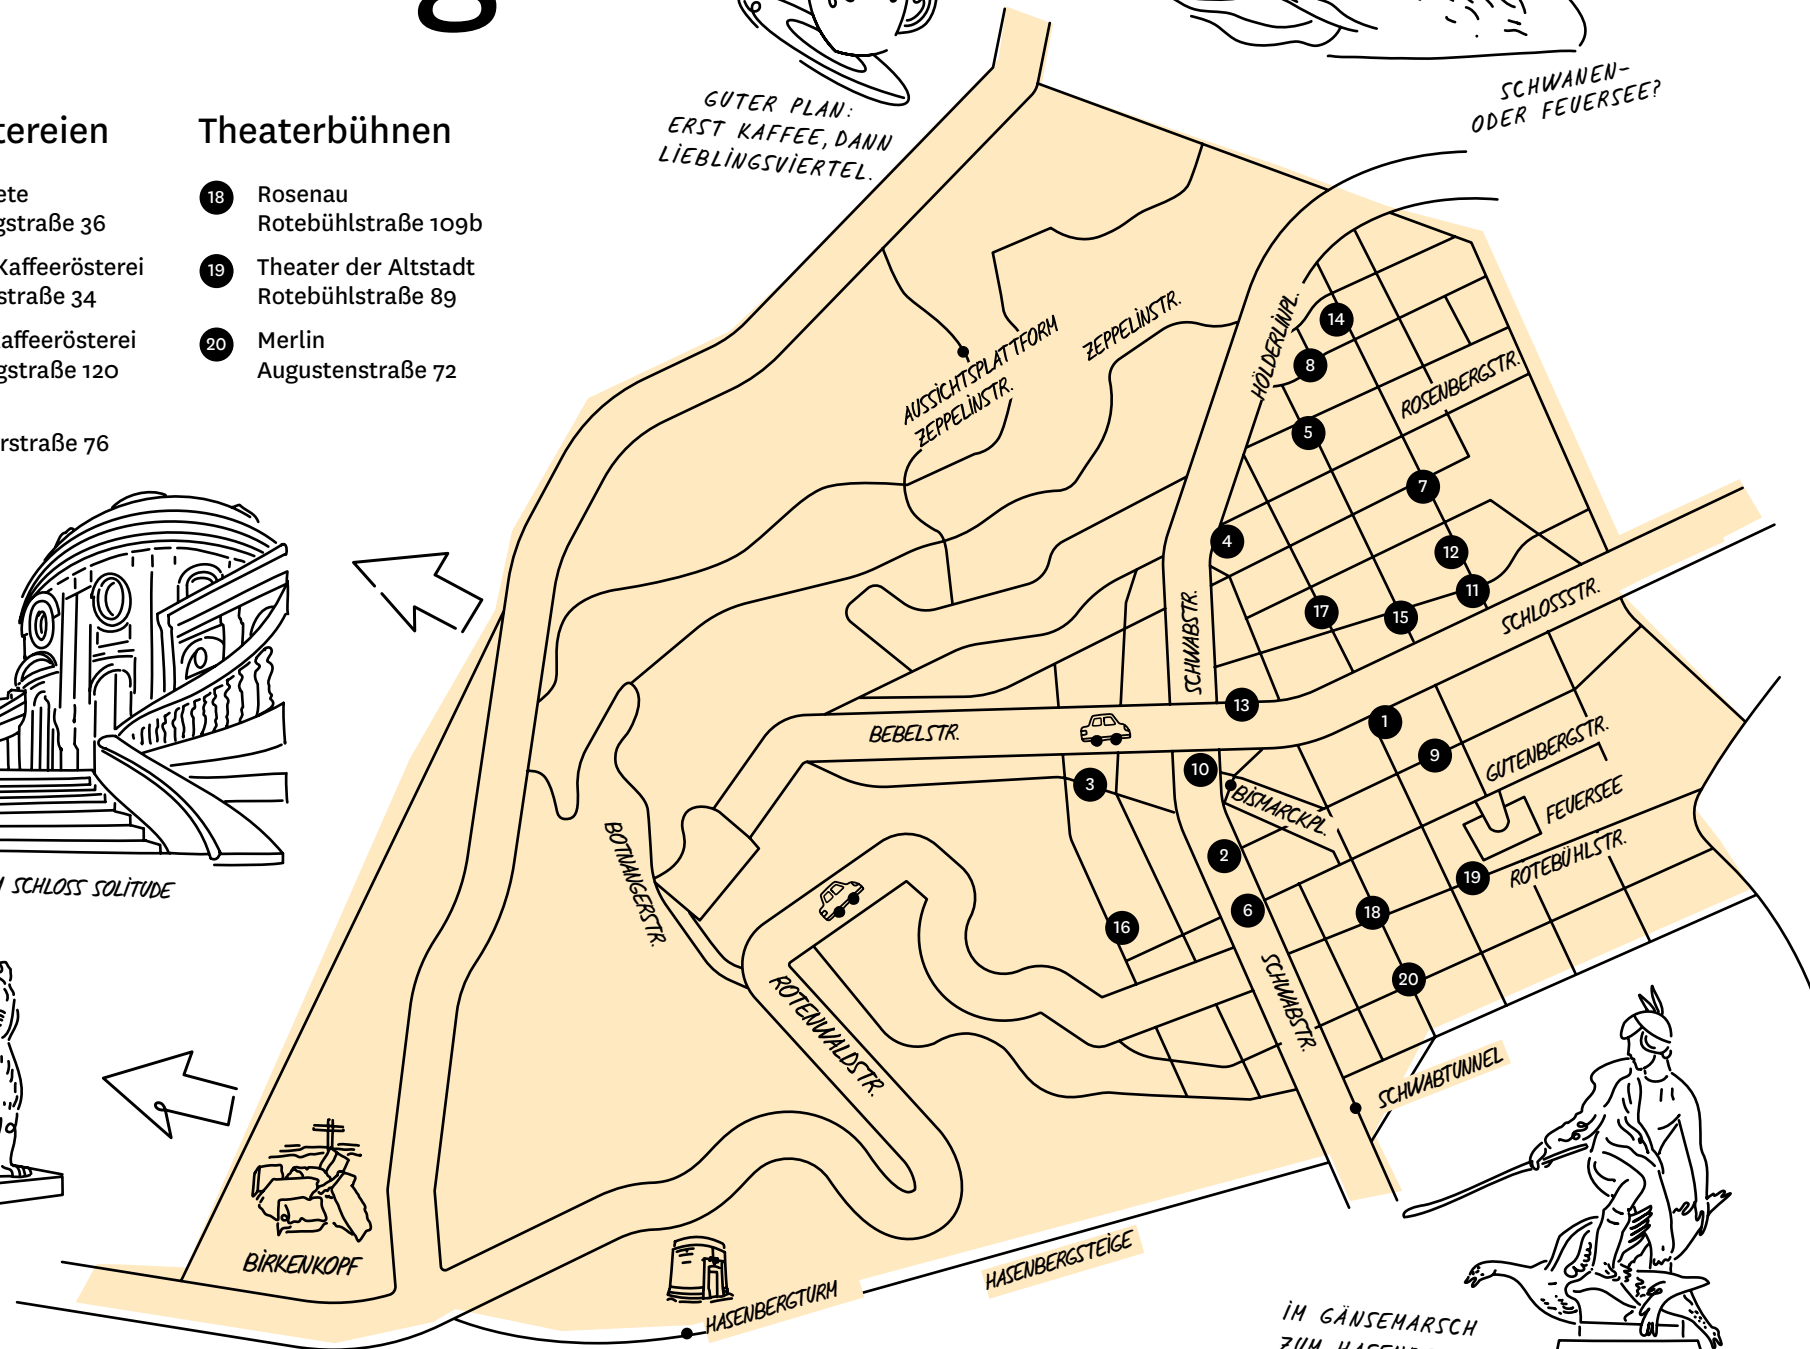 GUTER PLAN:
ERST KAFFEE, DANN
LIEBLINGSVIERTEL.
SCHWANEN-
ODER FEUERSEE?
Theaterbühnen
18 Rosenau
Rotebühlstraße 109b
19 Theater der Altstadt
Rotebühlstraße 89
20 Merlin
Augustenstraße 72
tereien
ete
gstraße 36
Kaffeerösterei
straße 34
affeerösterei
gstraße 120
rstraße 76
SCHLOSS SOLITUDE
AUSSICHTSPLATTFORM
ZEPPELINSTR.
ZEPPELINSTR.
HÖLDERLINPL.
14
8
ROSENBERGSTR.
5
7
4
12
11
17
15
SCHLOSSSTR.
SCHWABSTR.
13
BEBELSTR.
1
9
GUTENBERGSTR.
3
10
BISMARCKPL.
FEUERSEE
2
ROTEBÜHLSTR.
19
BOTNANGERSTR.
6
18
16
20
SCHWABSTR.
ROTENWALDSTR.
SCHWABTUNNEL
BIRKENKOPF
HASENBERGTURM
HASENBERGSTEIGE
IM GÄNSEMARSCH